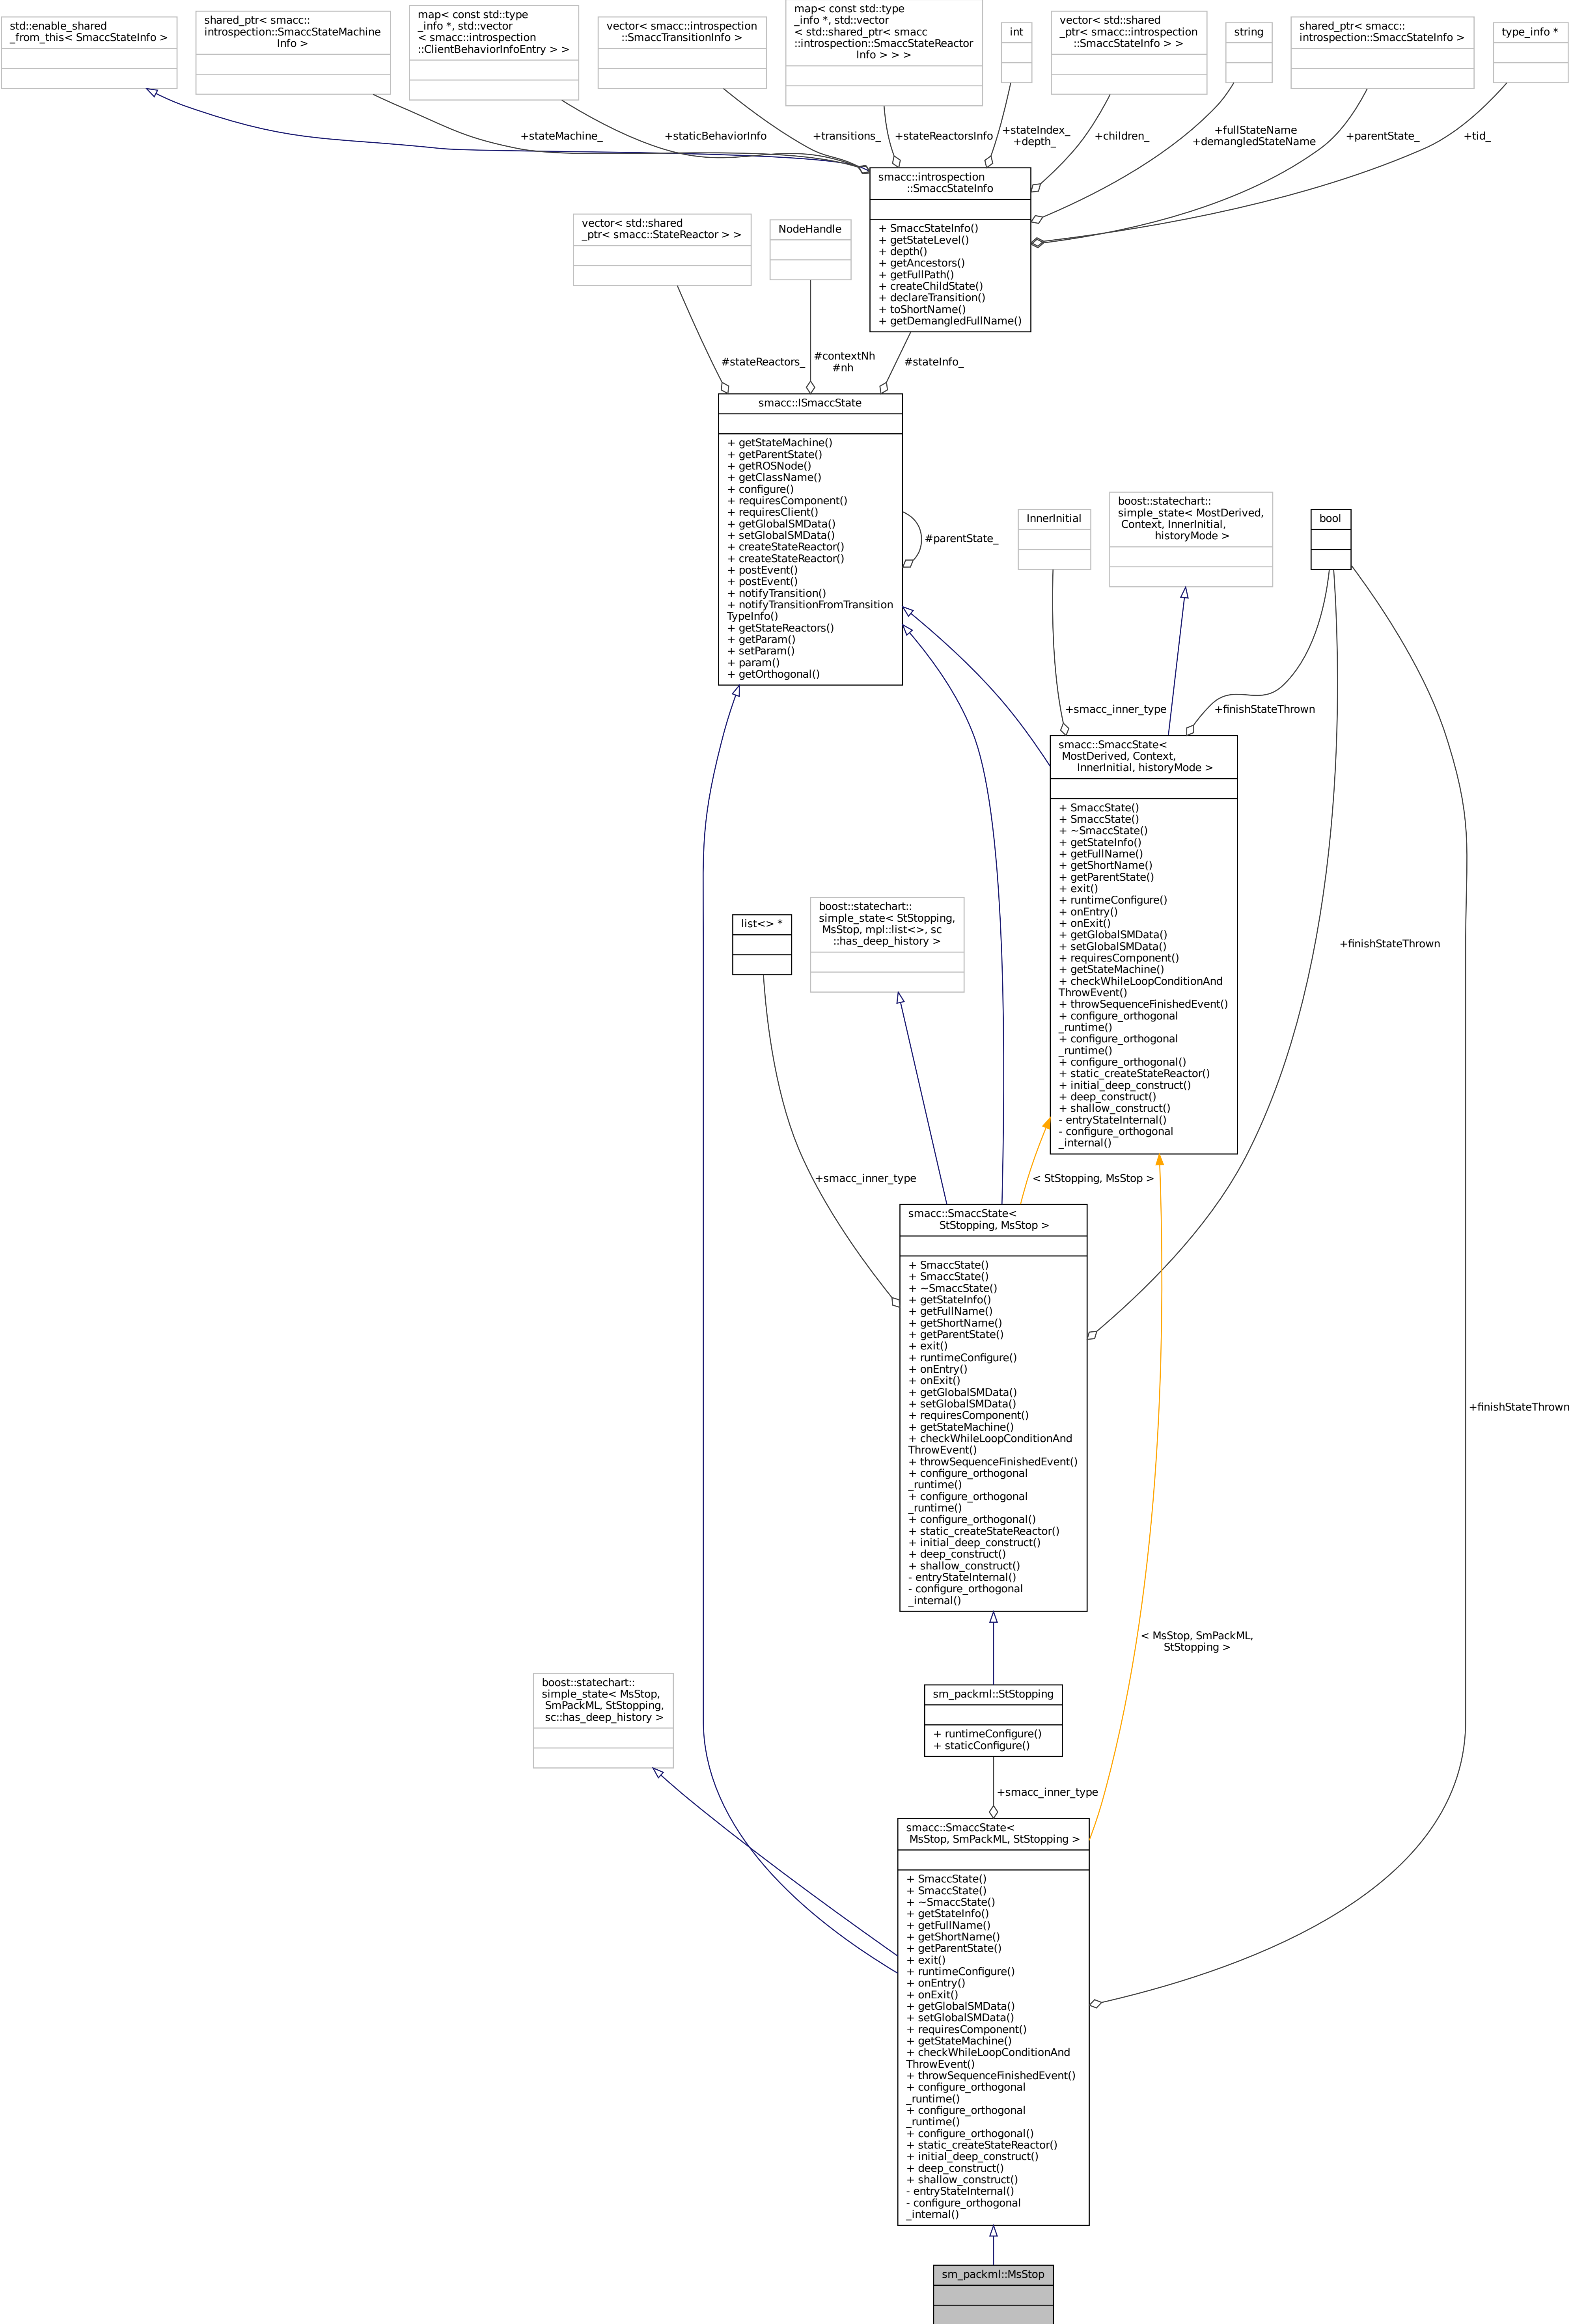 std::enable_shared
_from_this< SmaccStateInfo >
shared_ptr< smacc::
introspection::SmaccStateMachine
Info >
map< const std::type
_info *, std::vector
< smacc::introspection
::ClientBehaviorInfoEntry > >
vector< smacc::introspection
::SmaccTransitionInfo >
map< const std::type
_info *, std::vector
< std::shared_ptr< smacc
::introspection::SmaccStateReactor
Info > > >
int
vector< std::shared
_ptr< smacc::introspection
::SmaccStateInfo > >
string
shared_ptr< smacc::
introspection::SmaccStateInfo >
type_info *
+stateMachine_
+staticBehaviorInfo
+transitions_
+stateReactorsInfo
+stateIndex_
+depth_
+children_
+fullStateName
+demangledStateName
+parentState_
+tid_
smacc::introspection
::SmaccStateInfo
+ SmaccStateInfo()
+ getStateLevel()
+ depth()
+ getAncestors()
+ getFullPath()
+ createChildState()
+ declareTransition()
+ toShortName()
+ getDemangledFullName()
vector< std::shared
_ptr< smacc::StateReactor > >
NodeHandle
#stateReactors_
#contextNh
#nh
#stateInfo_
smacc::ISmaccState
+ getStateMachine()
+ getParentState()
+ getROSNode()
+ getClassName()
+ configure()
+ requiresComponent()
+ requiresClient()
+ getGlobalSMData()
+ setGlobalSMData()
+ createStateReactor()
+ createStateReactor()
+ postEvent()
+ postEvent()
+ notifyTransition()
+ notifyTransitionFromTransition
TypeInfo()
+ getStateReactors()
+ getParam()
+ setParam()
+ param()
+ getOrthogonal()
#parentState_
InnerInitial
boost::statechart::
simple_state< MostDerived,
Context, InnerInitial,
historyMode >
bool
+smacc_inner_type
+finishStateThrown
smacc::SmaccState<
MostDerived, Context,
InnerInitial, historyMode >
+ SmaccState()
+ SmaccState()
+ ~SmaccState()
+ getStateInfo()
+ getFullName()
+ getShortName()
+ getParentState()
+ exit()
+ runtimeConfigure()
+ onEntry()
+ onExit()
+ getGlobalSMData()
+ setGlobalSMData()
+ requiresComponent()
+ getStateMachine()
+ checkWhileLoopConditionAnd
ThrowEvent()
+ throwSequenceFinishedEvent()
+ configure_orthogonal
_runtime()
+ configure_orthogonal
_runtime()
+ configure_orthogonal()
+ static_createStateReactor()
+ initial_deep_construct()
+ deep_construct()
+ shallow_construct()
- entryStateInternal()
- configure_orthogonal
_internal()
list<> *
boost::statechart::
simple_state< StStopping,
MsStop, mpl::list<>, sc
::has_deep_history >
+finishStateThrown
+smacc_inner_type
< StStopping, MsStop >
smacc::SmaccState<
StStopping, MsStop >
+ SmaccState()
+ SmaccState()
+ ~SmaccState()
+ getStateInfo()
+ getFullName()
+ getShortName()
+ getParentState()
+ exit()
+ runtimeConfigure()
+ onEntry()
+ onExit()
+ getGlobalSMData()
+ setGlobalSMData()
+ requiresComponent()
+ getStateMachine()
+ checkWhileLoopConditionAnd
ThrowEvent()
+ throwSequenceFinishedEvent()
+ configure_orthogonal
_runtime()
+ configure_orthogonal
_runtime()
+ configure_orthogonal()
+ static_createStateReactor()
+ initial_deep_construct()
+ deep_construct()
+ shallow_construct()
- entryStateInternal()
- configure_orthogonal
_internal()
+finishStateThrown
< MsStop, SmPackML,
StStopping >
boost::statechart::
simple_state< MsStop,
SmPackML, StStopping,
sc::has_deep_history >
sm_packml::StStopping
+ runtimeConfigure()
+ staticConfigure()
+smacc_inner_type
smacc::SmaccState<
MsStop, SmPackML, StStopping >
+ SmaccState()
+ SmaccState()
+ ~SmaccState()
+ getStateInfo()
+ getFullName()
+ getShortName()
+ getParentState()
+ exit()
+ runtimeConfigure()
+ onEntry()
+ onExit()
+ getGlobalSMData()
+ setGlobalSMData()
+ requiresComponent()
+ getStateMachine()
+ checkWhileLoopConditionAnd
ThrowEvent()
+ throwSequenceFinishedEvent()
+ configure_orthogonal
_runtime()
+ configure_orthogonal
_runtime()
+ configure_orthogonal()
+ static_createStateReactor()
+ initial_deep_construct()
+ deep_construct()
+ shallow_construct()
- entryStateInternal()
- configure_orthogonal
_internal()
sm_packml::MsStop